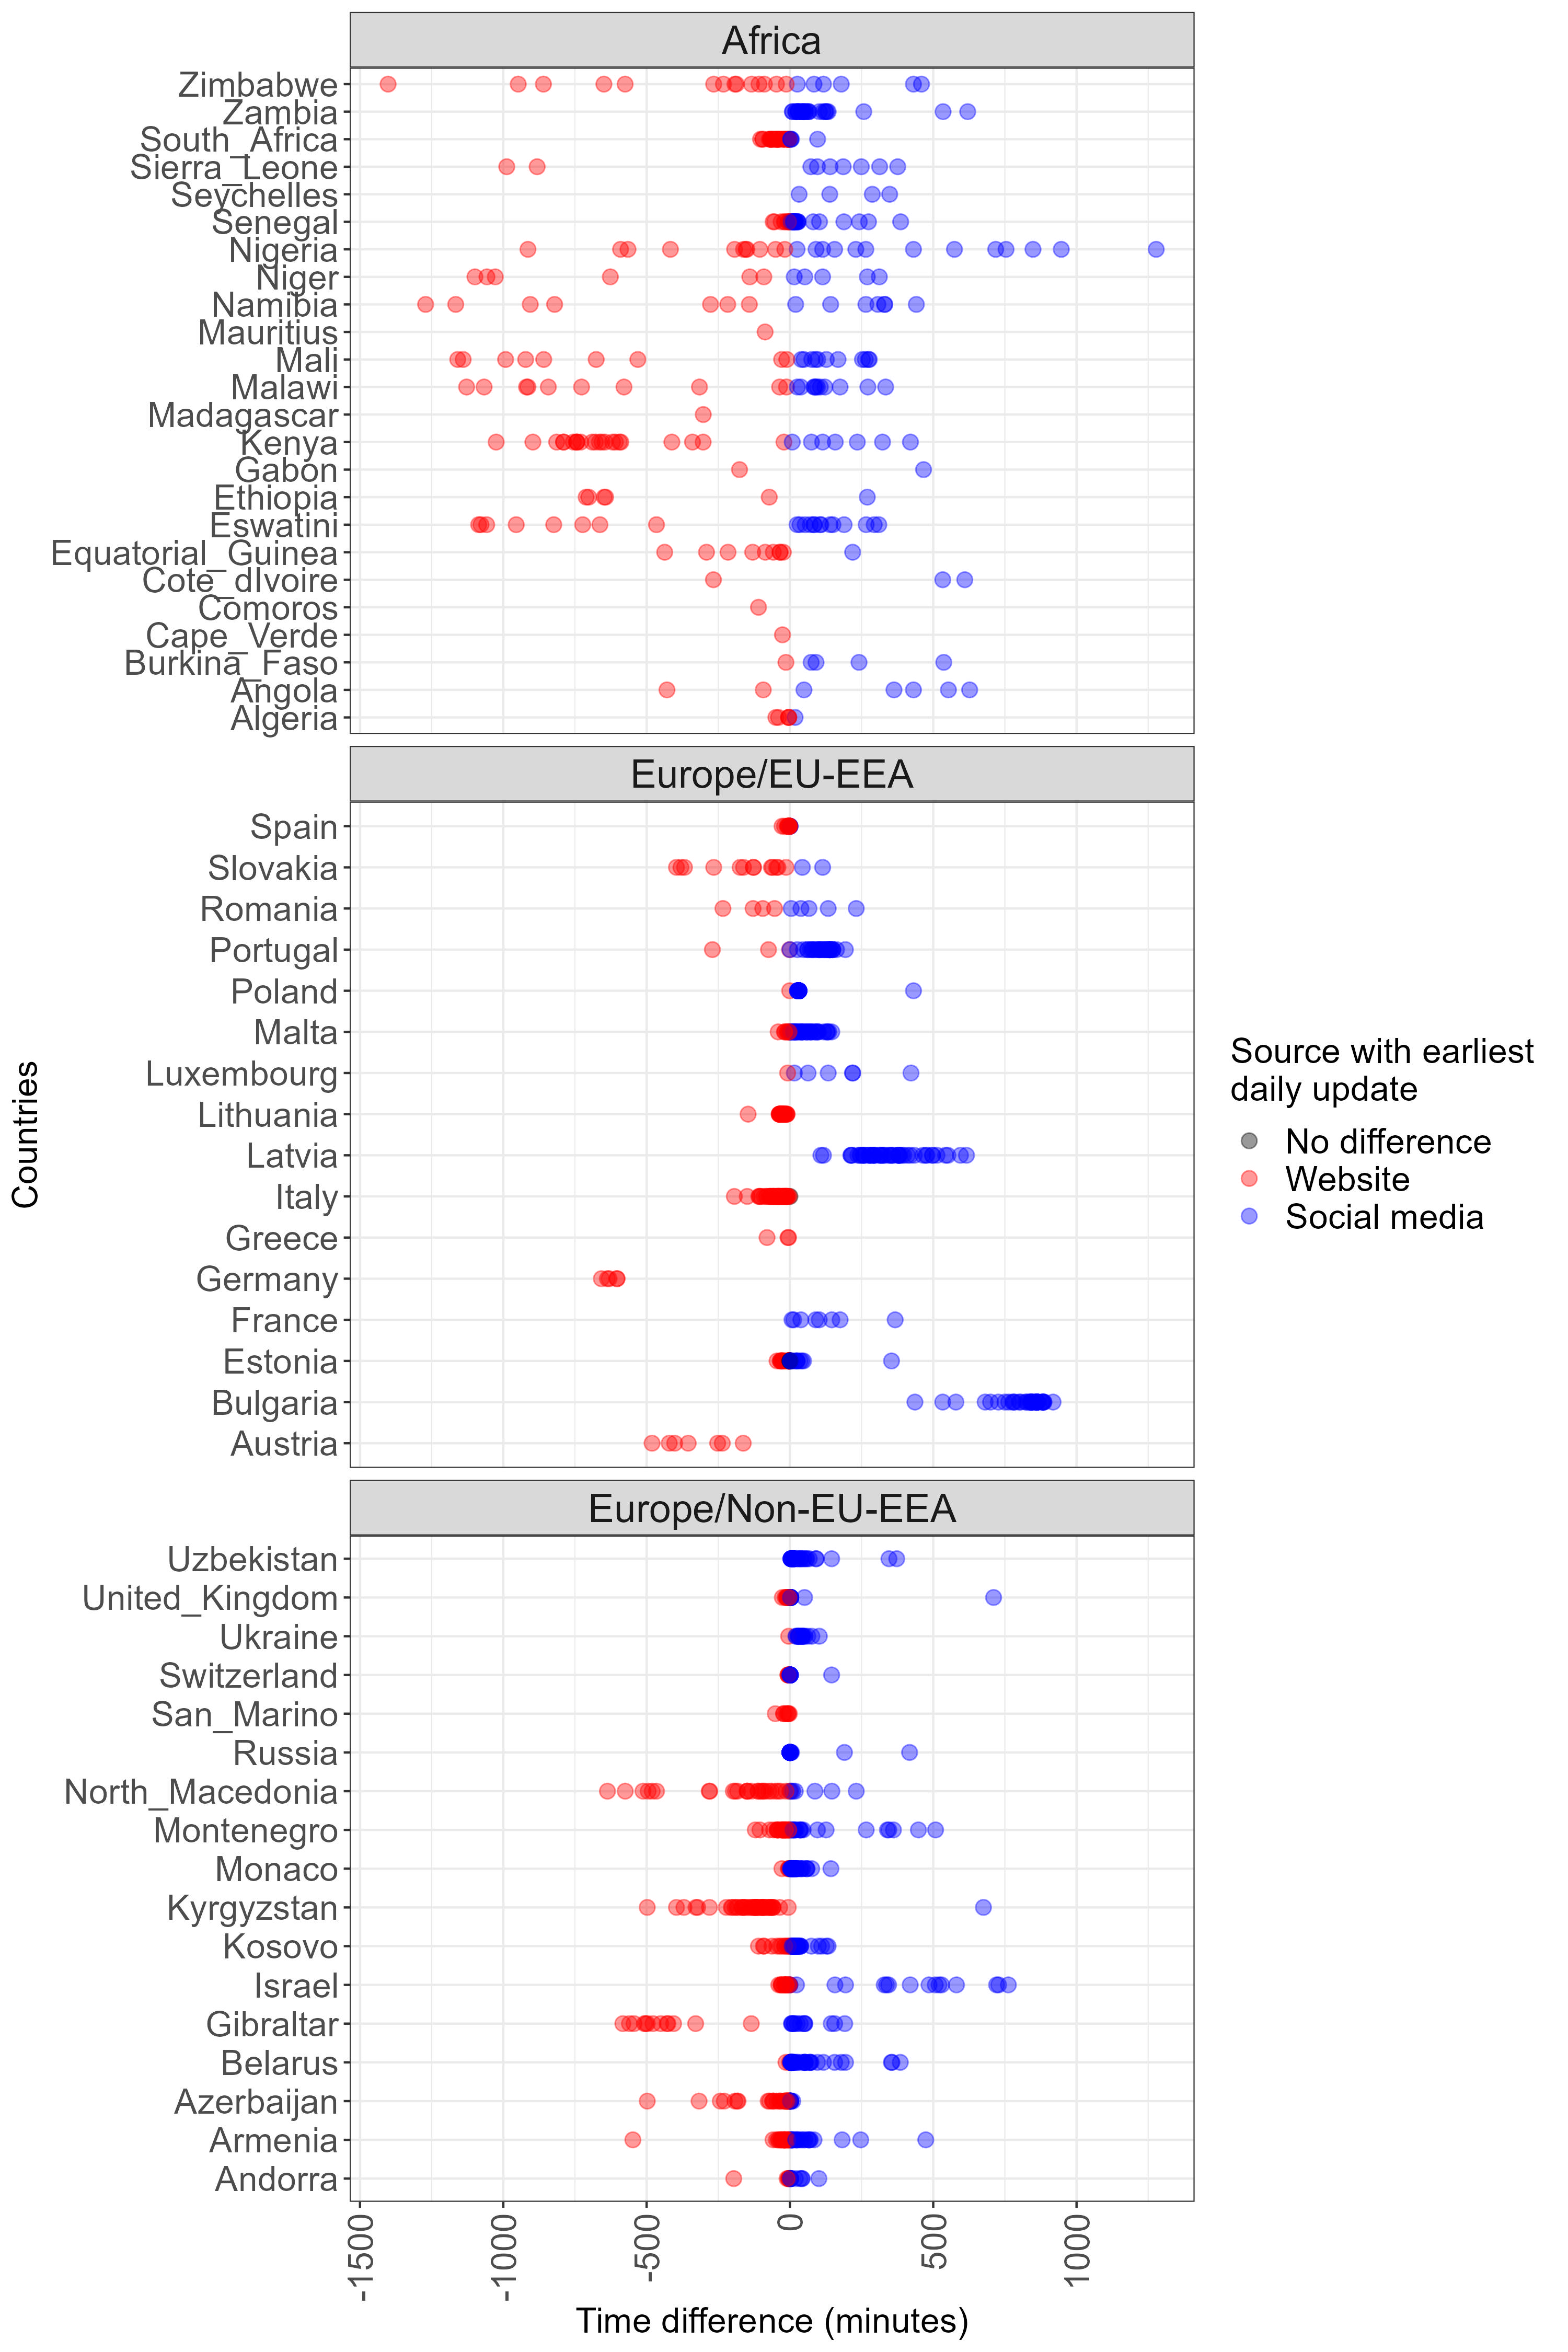 Africa
Zimbabwe
Zambia
South_Africa
Sierra_Leone
Seychelles
Senegal
Nigeria
Niger
Namibia
Mauritius
Mali
Malawi
Madagascar
Kenya
Gabon
Ethiopia
Eswatini
Equatorial_Guinea
Cote_dIvoire
Comoros
Cape_Verde
Burkina_Faso
Angola
Algeria
Europe/EU-EEA
Spain
Slovakia
Romania
Portugal
Poland
Malta
Luxembourg
Lithuania
Latvia
Italy
Greece
Germany
France
Estonia
Bulgaria
Austria
Europe/Non-EU-EEA
Uzbekistan
United_Kingdom
Ukraine
Switzerland
San_Marino
Russia
North_Macedonia
Montenegro
Monaco
Kyrgyzstan
Kosovo
Israel
Gibraltar
Belarus
Azerbaijan
Armenia
Andorra
-1500 -1000 -500 0 500 1000
Time difference (minutes)
Countries
Source with earliest
daily update
No difference
Website
Social media